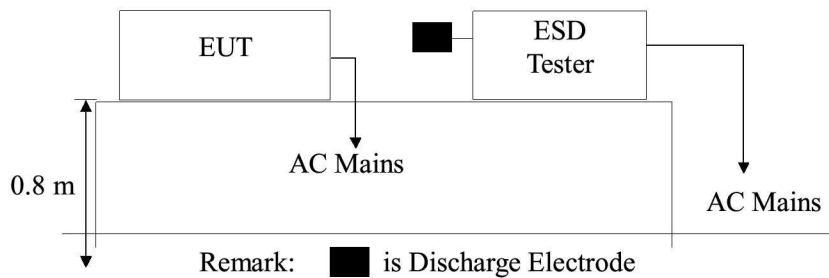 EUT
ESD
Tester
AC Mains
0.8 m
AC Mains
Remark: is Discharge Electrode